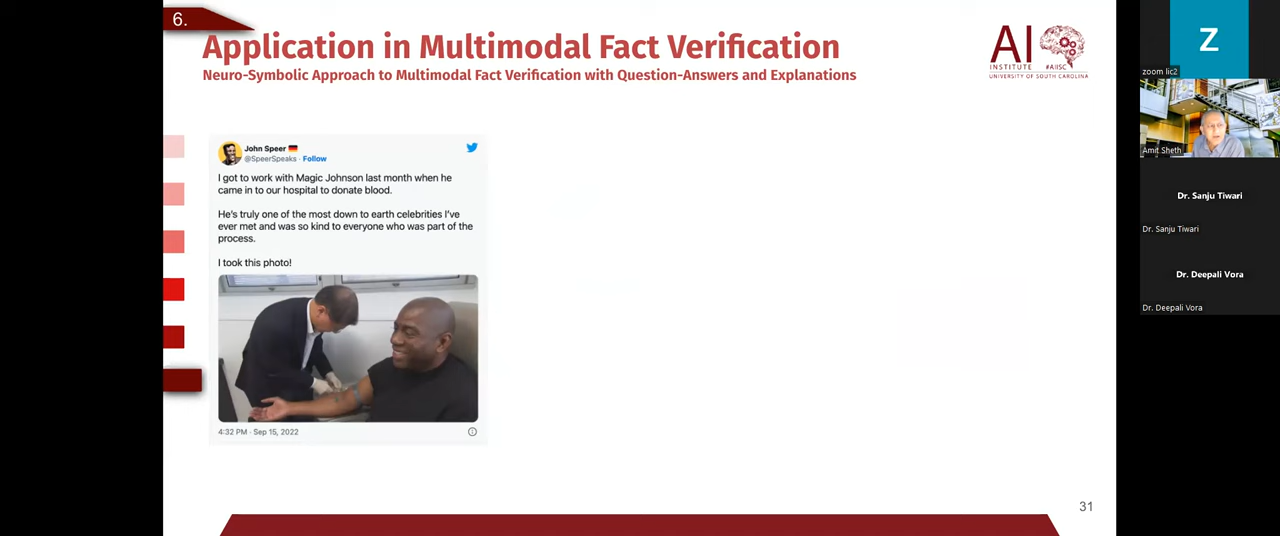 6.
Application in Multimodal Fact Verification
Neuro-Symbolic Approach to Multimodal Fact Verification with Question-Answers and Explanations
AI
INSTITUTE #AIISC
UNIVERSITY OF SOUTH CAROLINA
John Speer
@SpeerSpeaks · Follow
I got to work with Magic Johnson last month when he
came in to our hospital to donate blood.
He's truly one of the most down to earth celebrities I've
ever met and was so kind to everyone who was part of the
process.
I took this photo!
4:32 PM · Sep 15, 2022
31
Z
zoom lic2
Amit Sheth
Dr. Sanju Tiwari
Dr. Sanju Tiwari
Dr. Deepali Vora
Dr. Deepali Vora